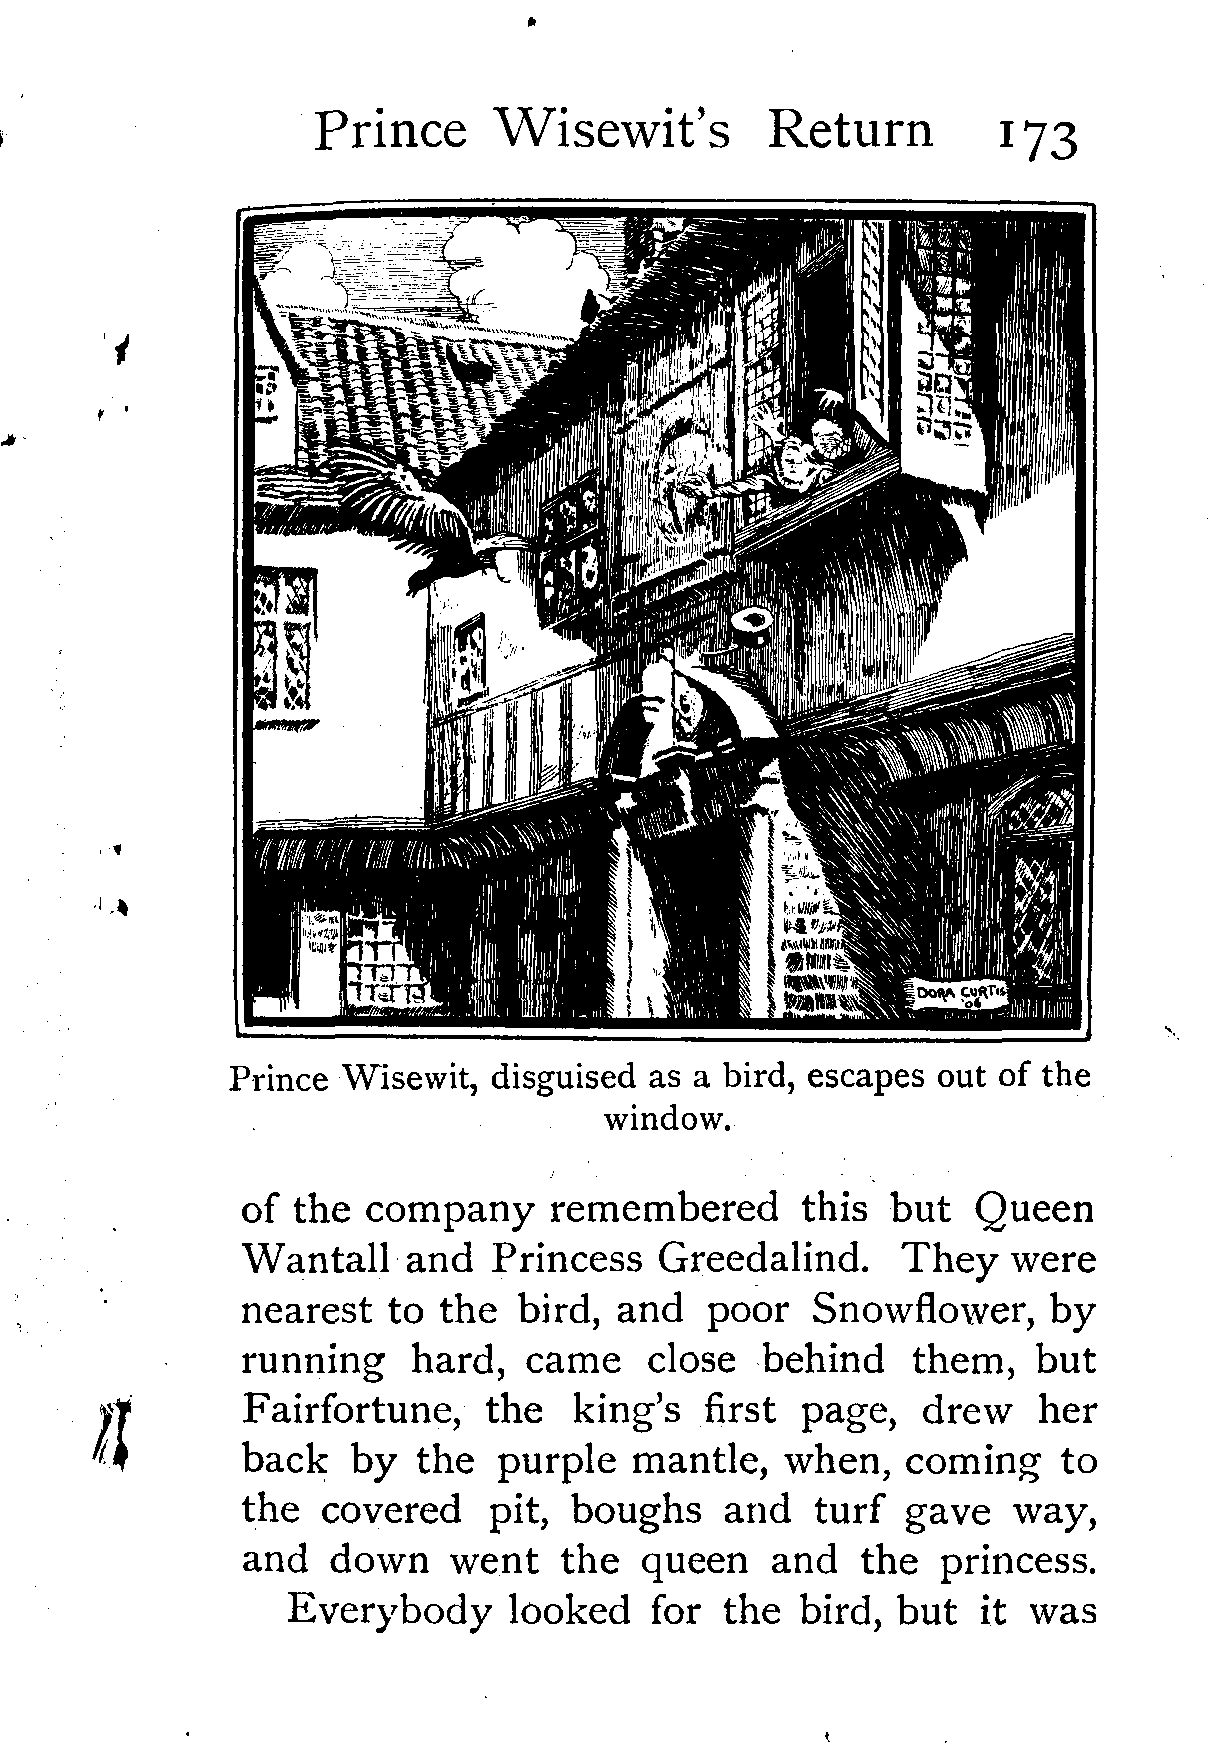 Prince Wisewit's Return 173
DORA CURTIS
06
Prince Wisewit, disguised as a bird, escapes out of the
window.
of the company remembered this but Queen
Wantall and Princess Greedalind. They were
nearest to the bird, and poor Snowflower, by
running hard, came close behind them, but
Fairfortune, the king's first page, drew her
back by the purple mantle, when, coming to
the covered pit, boughs and turf gave way,
and down went the queen and the princess.
Everybody looked for the bird, but it was